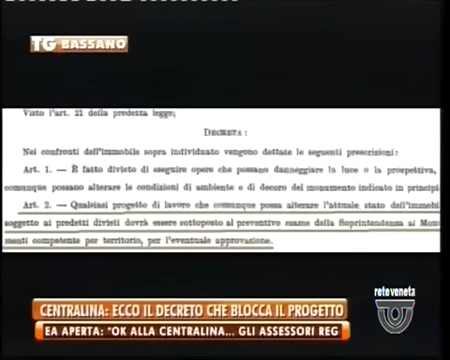 TG BASSANO
Visto l'art. 21 della predetta legge;
DECRETA:
Nei confronti dell'immobile sopra individuato vengono dettate le seguenti prescrizioni:
Art. 1. — È fatto divieto di eseguire opere che possano danneggiare la luce o la prospettiva,
comunque possano alterare le condizioni di ambiente e di decoro del monumento indicato in principi
Art. 2. — Qualsiasi progetto di lavoro che comunque possa alterare l'attuale stato dell'immobi
soggetto ai predetti divieti dovrà essere sottoposto al preventivo esame della Soprintendenza ai Monu
menti competente per territorio, per l'eventuale approvazione.
reteveneta
CENTRALINA: ECCO IL DECRETO CHE BLOCCA IL PROGETTO
EA APERTA: "OK ALLA CENTRALINA... GLI ASSESSORI REG